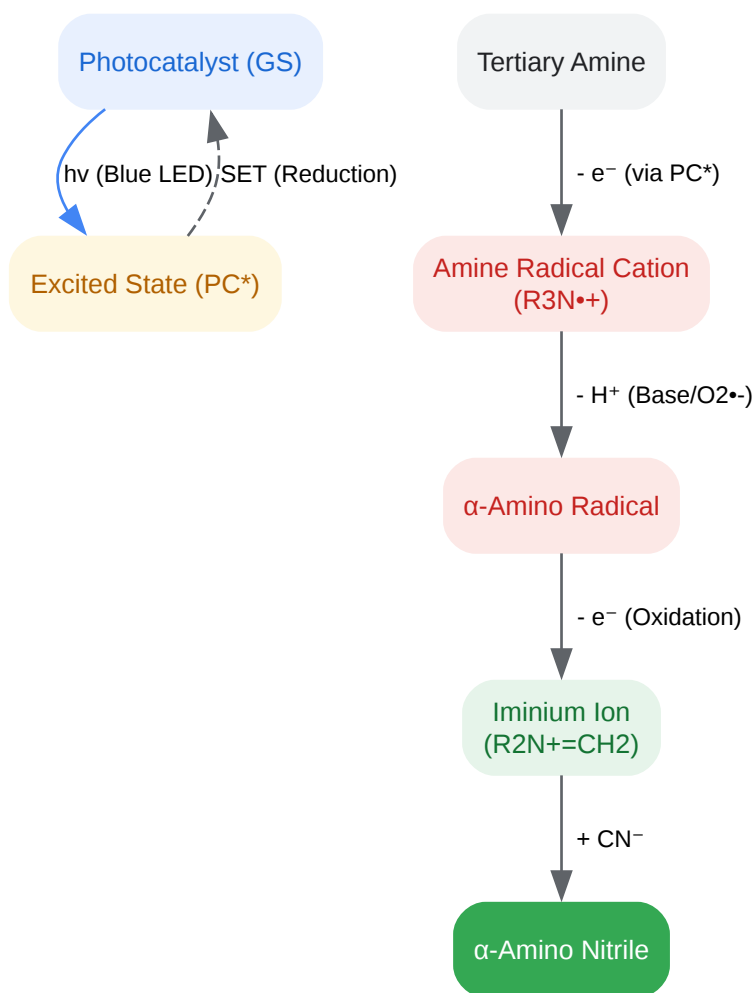 Photocatalyst (GS)
Tertiary Amine
hν (Blue LED)
SET (Reduction)
- e⁻ (via PC*)
Excited State (PC*)
Amine Radical Cation
(R3N•+)
- H⁺ (Base/O2•-)
α-Amino Radical
- e⁻ (Oxidation)
Iminium Ion
(R2N+=CH2)
+ CN⁻
α-Amino Nitrile